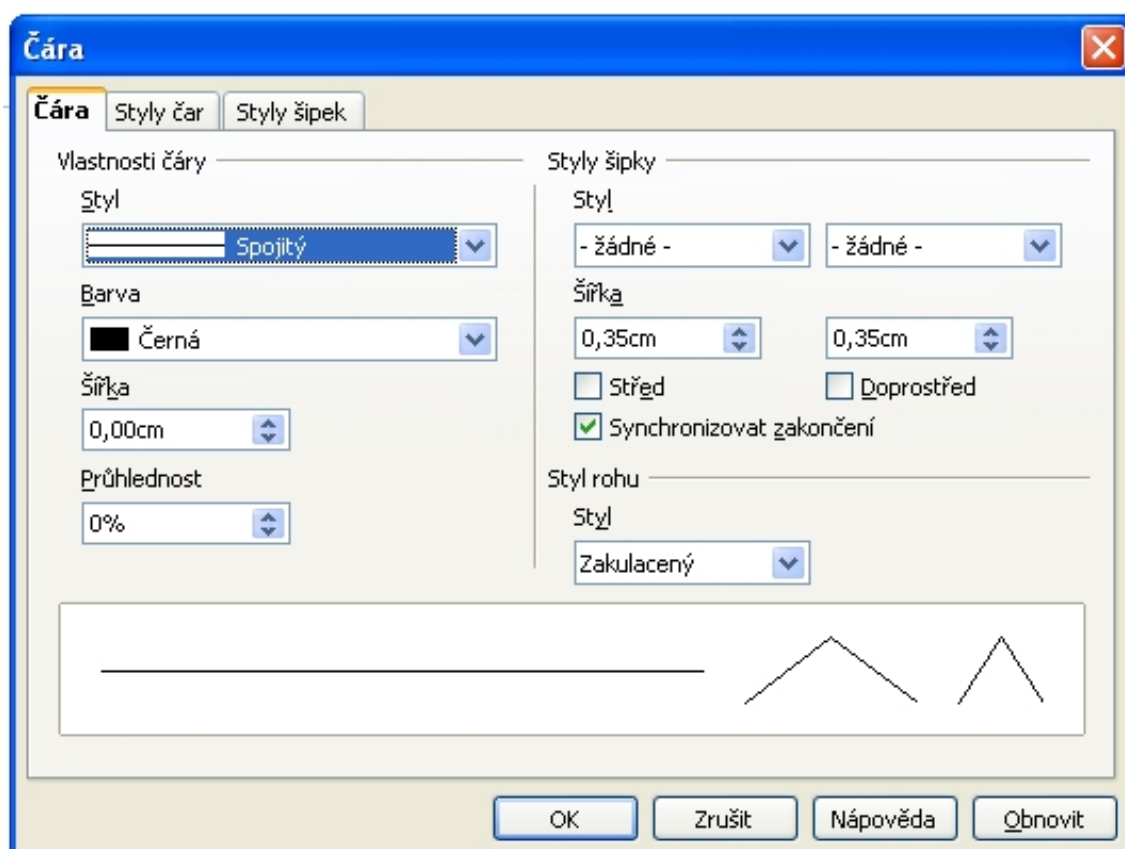 Čára
Čára Styly čar Styly šipek
Vlastnosti čáry
Styl
Spojitý
Barva
Černá
Šířka
0,00cm
Průhlednost
0%
Styly šipky
Styl
- žádné - - žádné -
Šířka
0,35cm 0,35cm
Střed Doprostřed
Synchronizovat zakončení
Styl rohu
Styl
Zakulacený
OK Zrušit Nápověda Obnovit